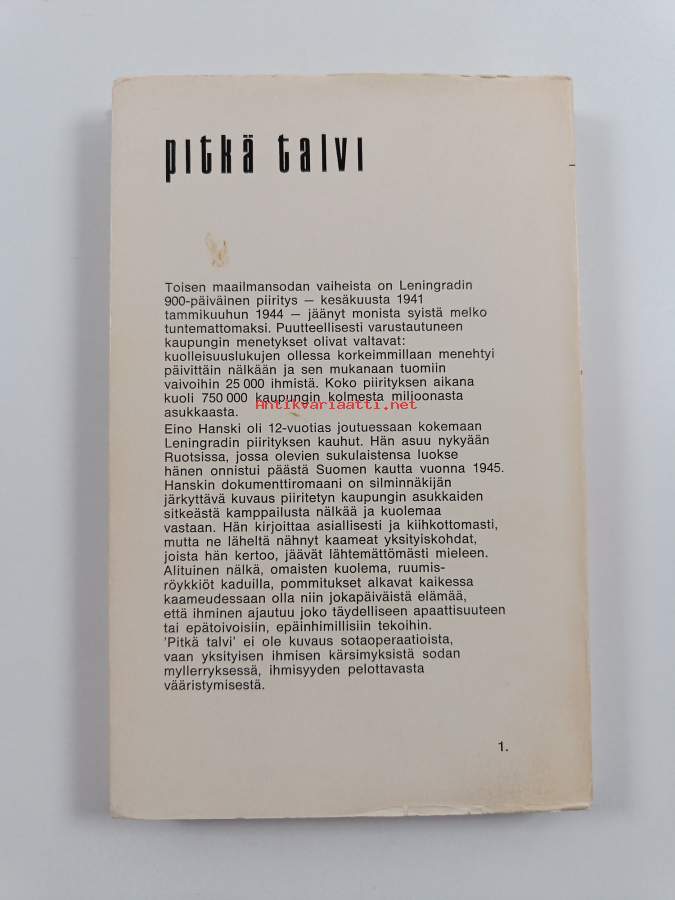 pitkä talvi
Toisen maailmansodan vaiheista on Leningradin
900-päiväinen piiritys — kesäkuusta 1941
tammikuuhun 1944 — jäänyt monista syistä melko
tuntemattomaksi. Puutteellisesti varustautuneen
kaupungin menetykset olivat valtavat:
kuolleisuuslukujen ollessa korkeimmillaan menehtyi
päivittäin nälkään ja sen mukanaan tuomiin
vaivoihin 25 000 ihmistä. Koko piirityksen aikana
kuoli 750 000 kaupungin kolmesta miljoonasta
Antikvariaatti.net
asukkaasta.
Eino Hanski oli 12-vuotias joutuessaan kokemaan
Leningradin piirityksen kauhut. Hän asuu nykyään
Ruotsissa, jossa olevien sukulaistensa luokse
hänen onnistui päästä Suomen kautta vuonna 1945.
Hanskin dokumenttiromaani on silminnäkijän
järkyttävä kuvaus piiritetyn kaupungin asukkaiden
sitkeästä kamppailusta nälkää ja kuolemaa
vastaan. Hän kirjoittaa asiallisesti ja kiihkottomasti,
mutta ne läheltä nähnyt kaameat yksityiskohdat,
joista hän kertoo, jäävät lähtemättömästi mieleen.
Alituinen nälkä, omaisten kuolema, ruumis-
röykkiöt kaduilla, pommitukset alkavat kaikessa
kaameudessaan olla niin jokapäiväistä elämää,
että ihminen ajautuu joko täydelliseen apaattisuuteen
tai epätoivoisiin, epäinhimillisiin tekoihin.
'Pitkä talvi' ei ole kuvaus sotaoperaatioista,
vaan yksityisen ihmisen kärsimyksistä sodan
myllerryksessä, ihmisyyden pelottavasta
vääristymisestä.
1.